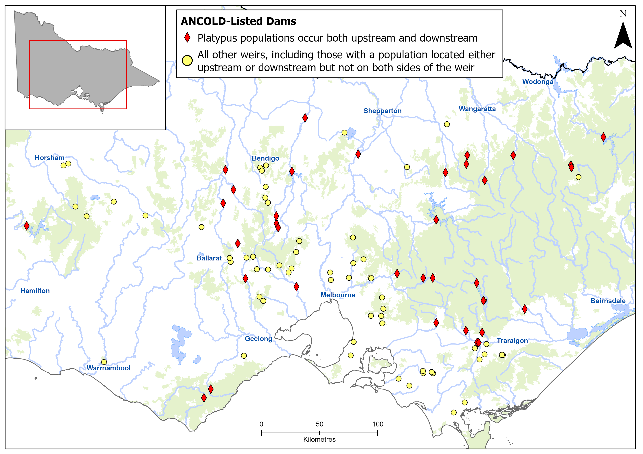 ANCOLD-Listed Dams
Platypus populations occur both upstream and downstream
All other weirs, including those with a population located either
upstream or downstream but not on both sides of the weir
N
Wodonga
Shepparton
Wangaratta
Horsham
Bendigo
Ballarat
Hamilton
Melbourne
Bairnsdale
Geelong
Traralgon
Warrnambool
0 50 100
Kilometres